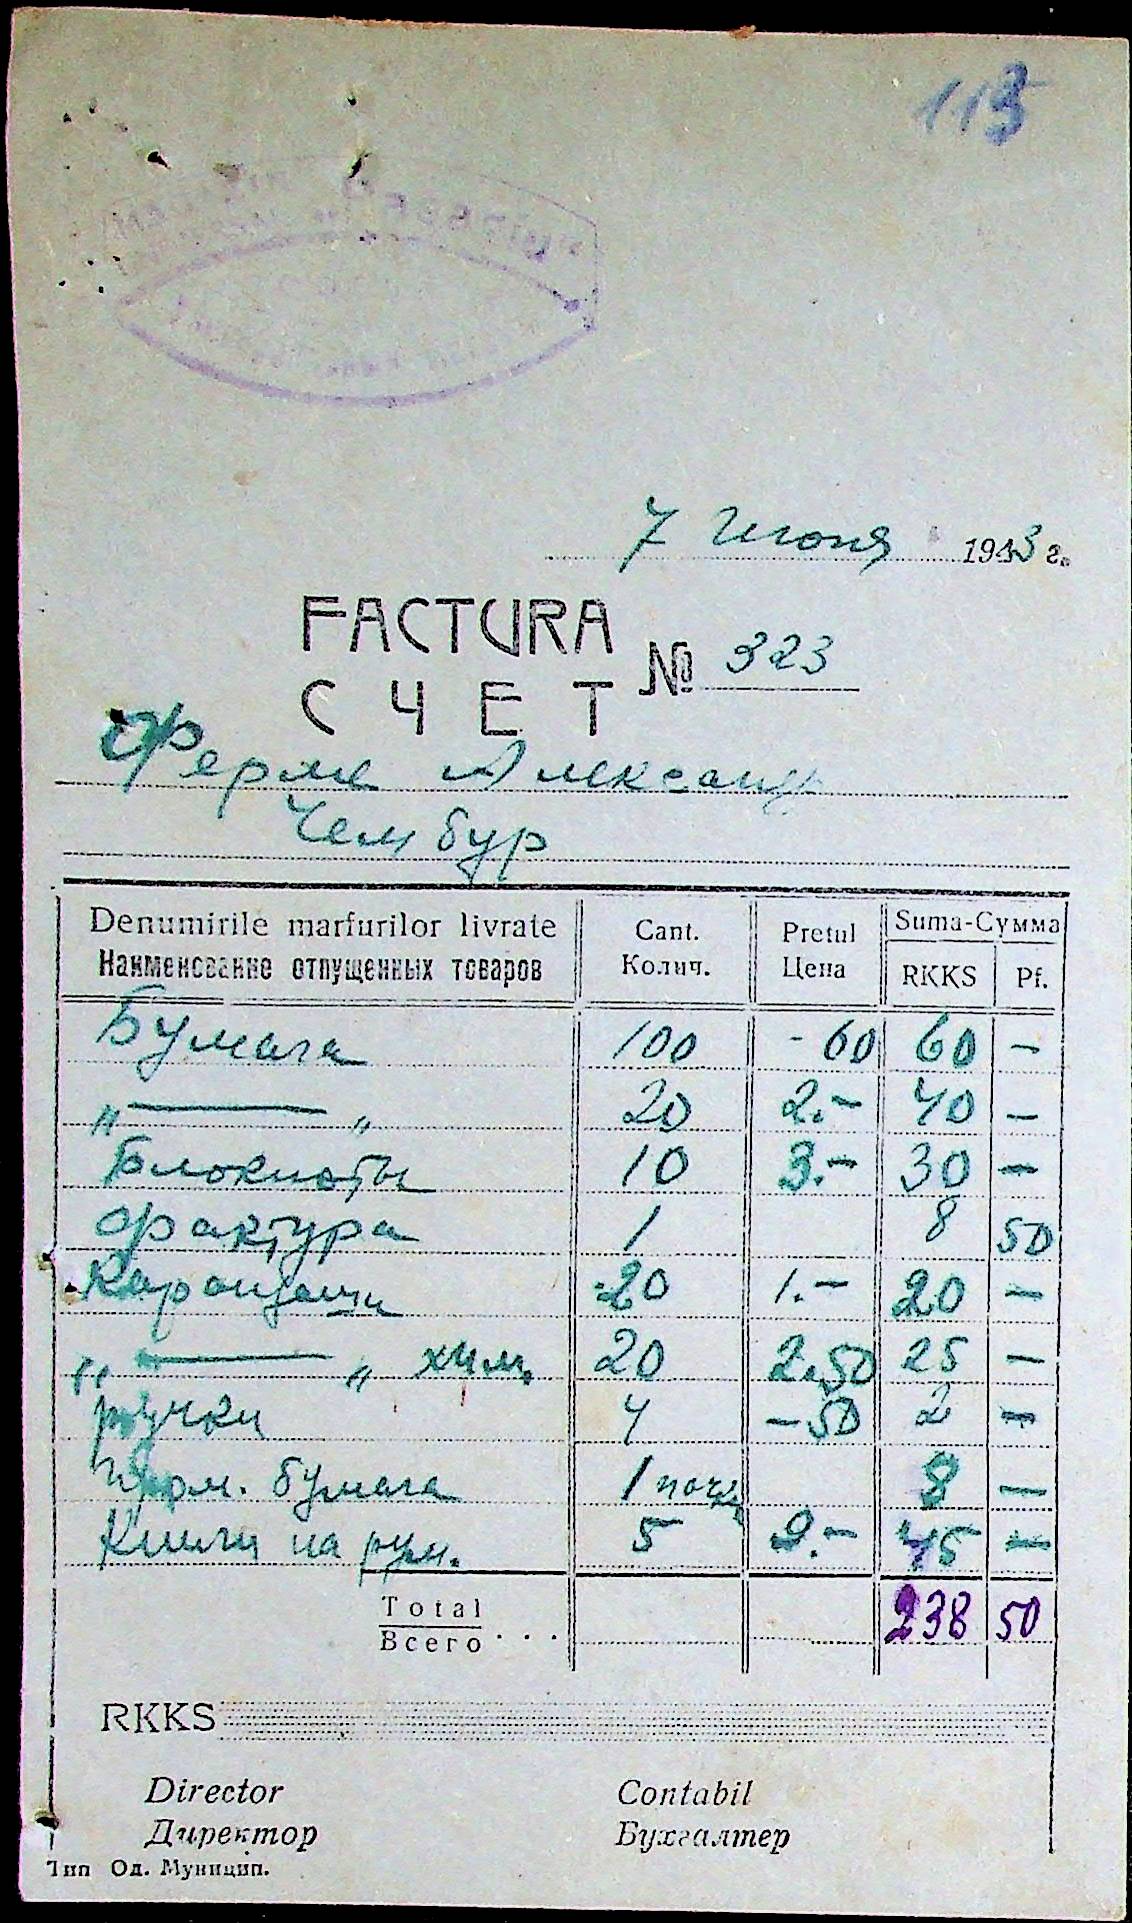 113
7 Июня 1943 г.
FACTURA
СЧЕТ № 323
Ферме Александр
Чембур
Denumirile marfurilor livrate Cant. Pretul Suma-Сумма
Наименование отпущенных товаров Колич. Цена RKKS Pf.
Бумага 100 -60 60 —
„ —— „ 20 2.- 40 —
Блокноты 10 3.- 30 —
Фактура 1 8 50
Карандаши 20 1.- 20 —
„ —— „ хим. 20 2,50 25 —
ручки 4 -50 2 —
бумага 1 8 —
Книги на рум. 5 9.- 45 —
Total 238 50
Всего . . .
RKKS
Director Contabil
Директор Бухгалтер
Тип Од. Муницип.